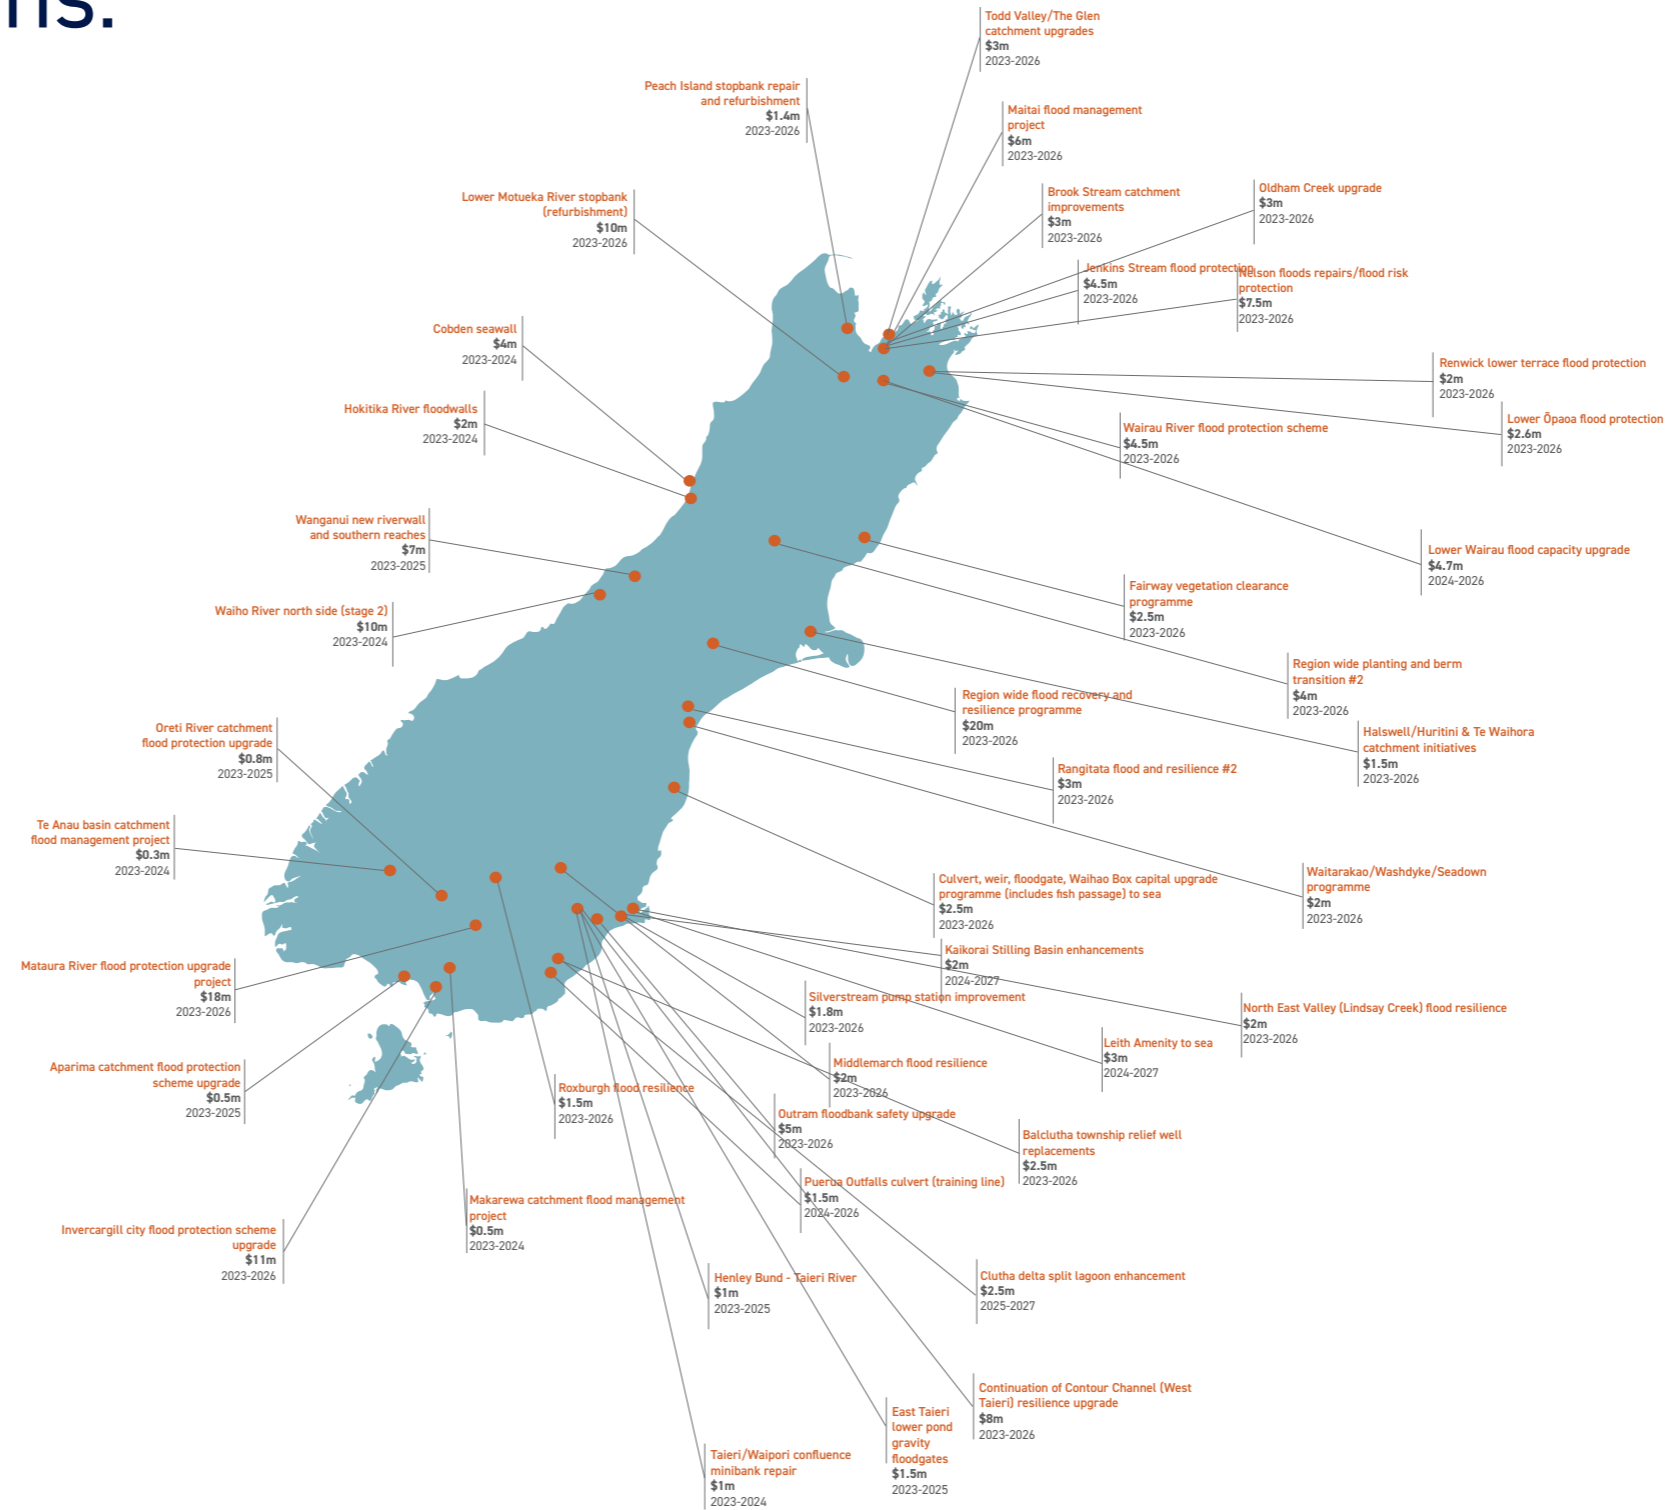 ns.
Todd Valley/The Glen
catchment upgrades
$3m
2023-2026
Peach Island stopbank repair
and refurbishment
$1.4m
2023-2026
Maitai flood management
project
$6m
2023-2026
Lower Motueka River stopbank
(refurbishment)
$10m
2023-2026
Brook Stream catchment
improvements
$3m
2023-2026
Oldham Creek upgrade
$3m
2023-2026
Jenkins Stream flood protection
$4.5m
2023-2026
Nelson floods repairs/flood risk
protection
$7.5m
2023-2026
Cobden seawall
$4m
2023-2024
Renwick lower terrace flood protection
$2m
2023-2026
Hokitika River floodwalls
$2m
2023-2024
Lower Ōpaoa flood protection
$2.6m
2023-2026
Wairau River flood protection scheme
$4.5m
2023-2026
Wanganui new riverwall
and southern reaches
$7m
2023-2025
Lower Wairau flood capacity upgrade
$4.7m
2024-2026
Fairway vegetation clearance
programme
$2.5m
2023-2026
Waiho River north side (stage 2)
$10m
2023-2024
Region wide planting and berm
transition #2
$4m
2023-2026
Region wide flood recovery and
resilience programme
$20m
2023-2026
Oreti River catchment
flood protection upgrade
$0.8m
2023-2025
Halswell/Huritini & Te Waihora
catchment initiatives
$1.5m
2023-2026
Rangitata flood and resilience #2
$3m
2023-2026
Te Anau basin catchment
flood management project
$0.3m
2023-2024
Waitarakao/Washdyke/Seadown
programme
$2m
2023-2026
Culvert, weir, floodgate, Waihao Box capital upgrade
programme (includes fish passage) to sea
$2.5m
2023-2026
Kaikorai Stilling Basin enhancements
$2m
2024-2027
Mataura River flood protection upgrade
project
$18m
2023-2026
Silverstream pump station improvement
$1.8m
2023-2026
North East Valley (Lindsay Creek) flood resilience
$2m
2023-2026
Leith Amenity to sea
$3m
2024-2027
Aparima catchment flood protection
scheme upgrade
$0.5m
2023-2025
Middlemarch flood resilience
$2m
2023-2026
Roxburgh flood resilience
$1.5m
2023-2026
Outram floodbank safety upgrade
$5m
2023-2026
Balclutha township relief well
replacements
$2.5m
2023-2026
Puerua Outfalls culvert (training line)
$1.5m
2024-2026
Makarewa catchment flood management
project
$0.5m
2023-2024
Invercargill city flood protection scheme
upgrade
$11m
2023-2026
Henley Bund - Taieri River
$1m
2023-2025
Clutha delta split lagoon enhancement
$2.5m
2025-2027
Continuation of Contour Channel (West
Taieri) resilience upgrade
$8m
2023-2026
East Taieri
lower pond
gravity
floodgates
$1.5m
2023-2025
Taieri/Waipori confluence
minibank repair
$1m
2023-2024